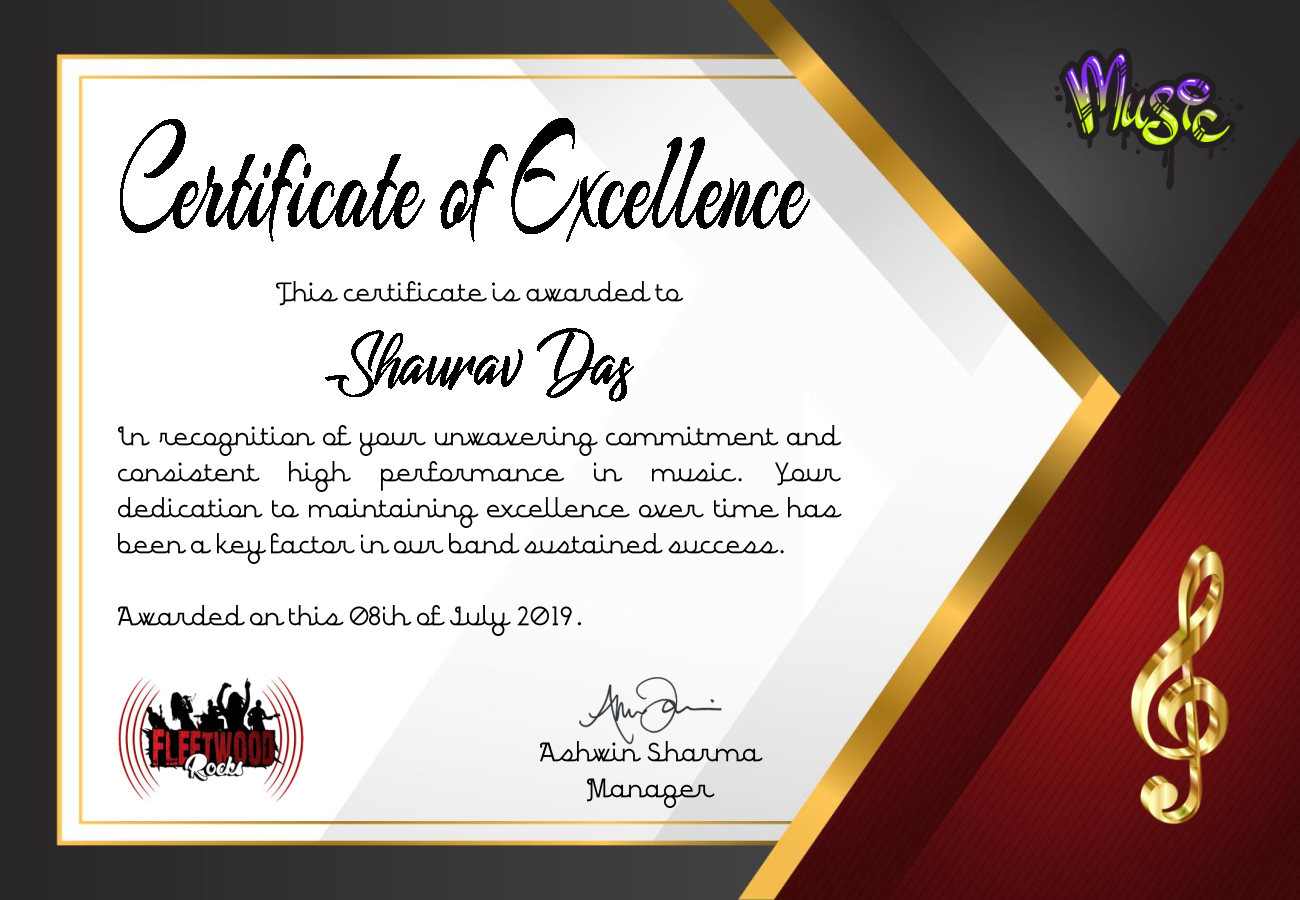 Music
Certificate of Excellence
This certificate is awarded to
Shaurav Das
In recognition of your unwavering commitment and
consistent high performance in music. Your
dedication to maintaining excellence over time has
been a key factor in our band sustained success.
Awarded on this 08ih of July 2019.
FLEETWOOD
Rocks
Ashwin Sharma
Manager